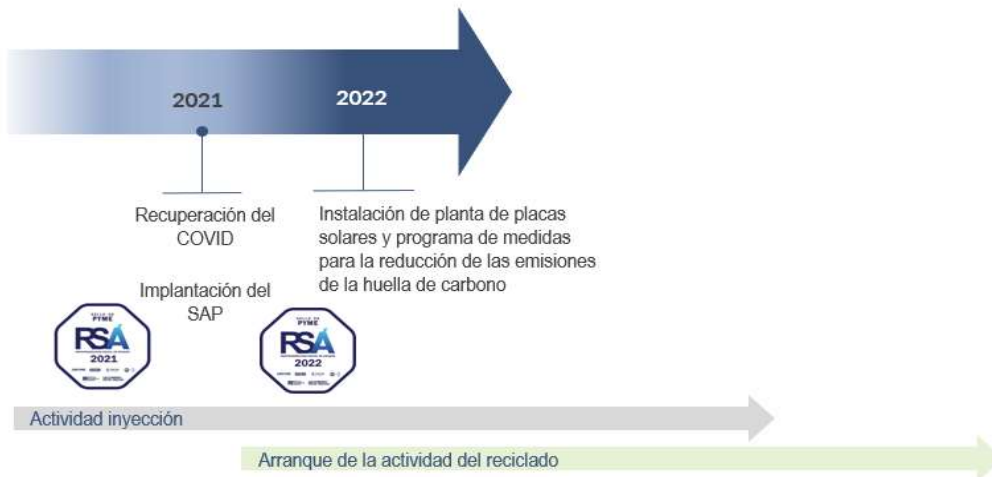 2021
2022
Recuperación del
COVID
Instalación de planta de placas
solares y programa de medidas
para la reducción de las emisiones
de la huella de carbono
Implantación del
SAP
PYME
RSA
2021
PYME
RSA
2022
Actividad inyección
Arranque de la actividad del reciclado